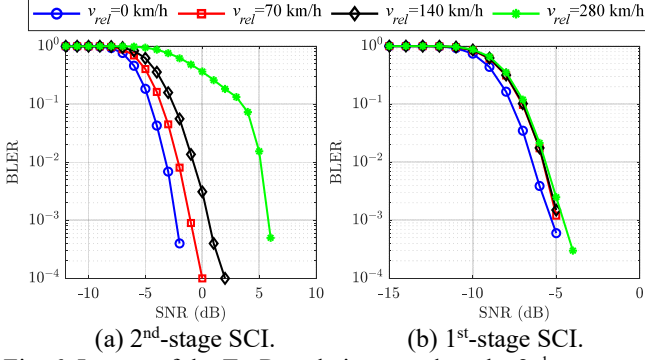 v_rel=0 km/h v_rel=70 km/h v_rel=140 km/h v_rel=280 km/h
10^0
10^-1
10^-2
10^-3
10^-4
BLER
-10 -5 0 5 10
SNR (dB)
(a) 2nd-stage SCI.
10^0
10^-1
10^-2
10^-3
10^-4
BLER
-15 -10 -5 0
SNR (dB)
(b) 1st-stage SCI.